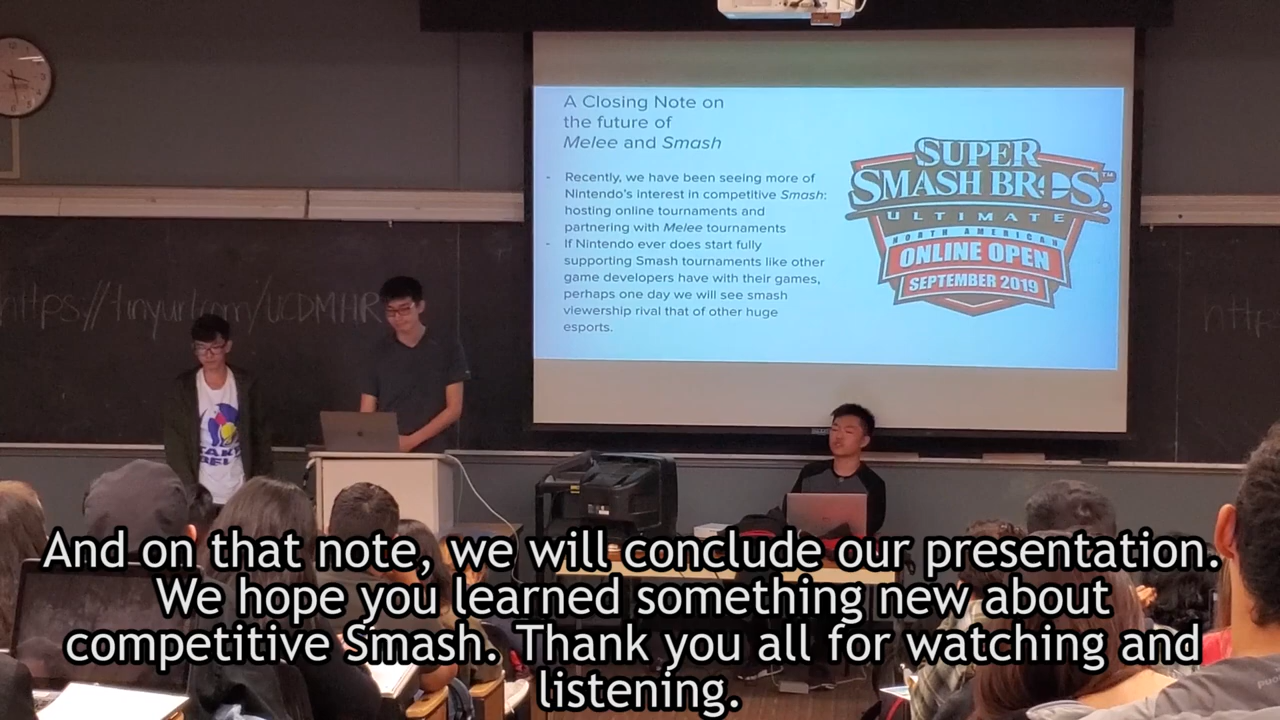 A Closing Note on
the future of
Melee and Smash
- Recently, we have been seeing more of
Nintendo's interest in competitive Smash:
hosting online tournaments and
partnering with Melee tournaments
- If Nintendo ever does start fully
supporting Smash tournaments like other
game developers have with their games,
perhaps one day we will see smash
viewership rival that of other huge
esports.
SUPER
SMASH BROS.™
ULTIMATE
NORTH AMERICAN
ONLINE OPEN
SEPTEMBER 2019
https://tinyurl.com/UCDMHR
And on that note, we will conclude our presentation.
We hope you learned something new about
competitive Smash. Thank you all for watching and
listening.